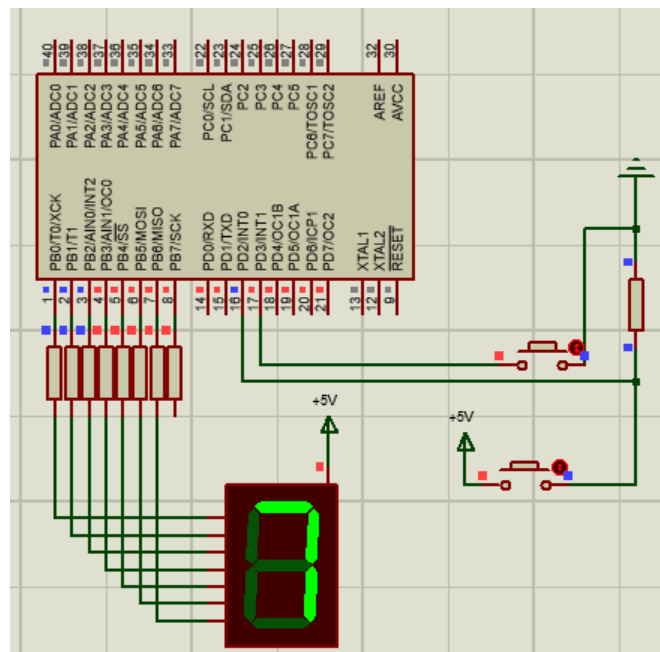 40
39
38
37
36
35
34
33
22
23
24
25
26
27
28
29
32
30
PA0/ADC0
PA1/ADC1
PA2/ADC2
PA3/ADC3
PA4/ADC4
PA5/ADC5
PA6/ADC6
PA7/ADC7
PC0/SCL
PC1/SDA
PC2
PC3
PC4
PC5
PC6/TOSC1
PC7/TOSC2
AREF
AVCC
PB0/T0/XCK
PB1/T1
PB2/AIN0/INT2
PB3/AIN1/OC0
PB4/SS
PB5/MOSI
PB6/MISO
PB7/SCK
PD0/RXD
PD1/TXD
PD2/INT0
PD3/INT1
PD4/OC1B
PD5/OC1A
PD6/ICP1
PD7/OC2
XTAL1
XTAL2
RESET
1
2
3
4
5
6
7
8
14
15
16
17
18
19
20
21
13
12
9
+5V
+5V
7